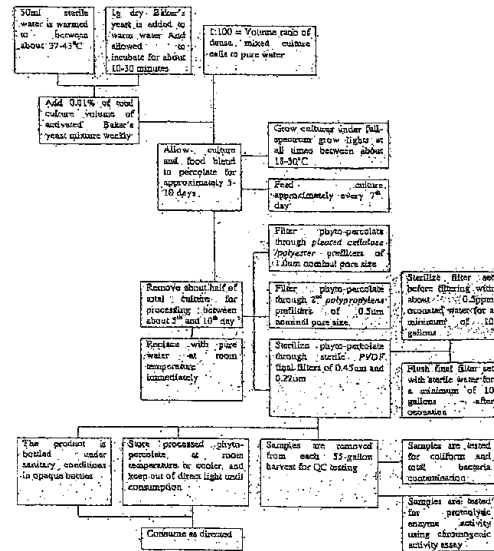 50ml sterile
water is warmed
to between
about 37-43°C
1g dry Baker's
yeast is added to
warm water And
allowed to
incubate for about
10-30 minutes
1:100 = Volume ratio of
dense, mixed culture
cells to pure water
Add 0.01% of total
culture volume of
activated Baker's
yeast mixture weekly
Allow culture
and food blend
to percolate for
approximately 5-
10 days
Grow cultures under full-
spectrum grow lights at
all times between about
18-30°C
Feed culture
approximately every 7th
day
Filter phyto-percolate
through pleated cellulose
/polyester prefilters
of 1.0um nominal pore size
Remove about half of
total culture for
processing between
about 5th and 10th day
Filter phyto-percolate
through 2nd polypropylene
prefilters of 0.5um
nominal pore size
Sterilize filter set
before filtering with
about 0.5ppm
ozonated water for a
minimum of 10
gallons
Replace with pure
water at room
temperature
immediately
Sterilize phyto-percolate
through sterile PVDF
final filters of 0.45um and
0.22um
Flush final filter set
with sterile water for
a minimum of 10
gallons after
ozonation
The product is
bottled under
sanitary conditions
in opaque bottles
Store processed phyto-
percolate, at room
temperature or cooler, and
keep out of direct light until
consumption
Samples are removed
from each 55-gallon
harvest for QC testing
Samples are tested
for coliform and
total bacteria
contamination
Samples are tested
for proteolytic
enzyme activity
using chromogenic
activity assay
Consume as directed